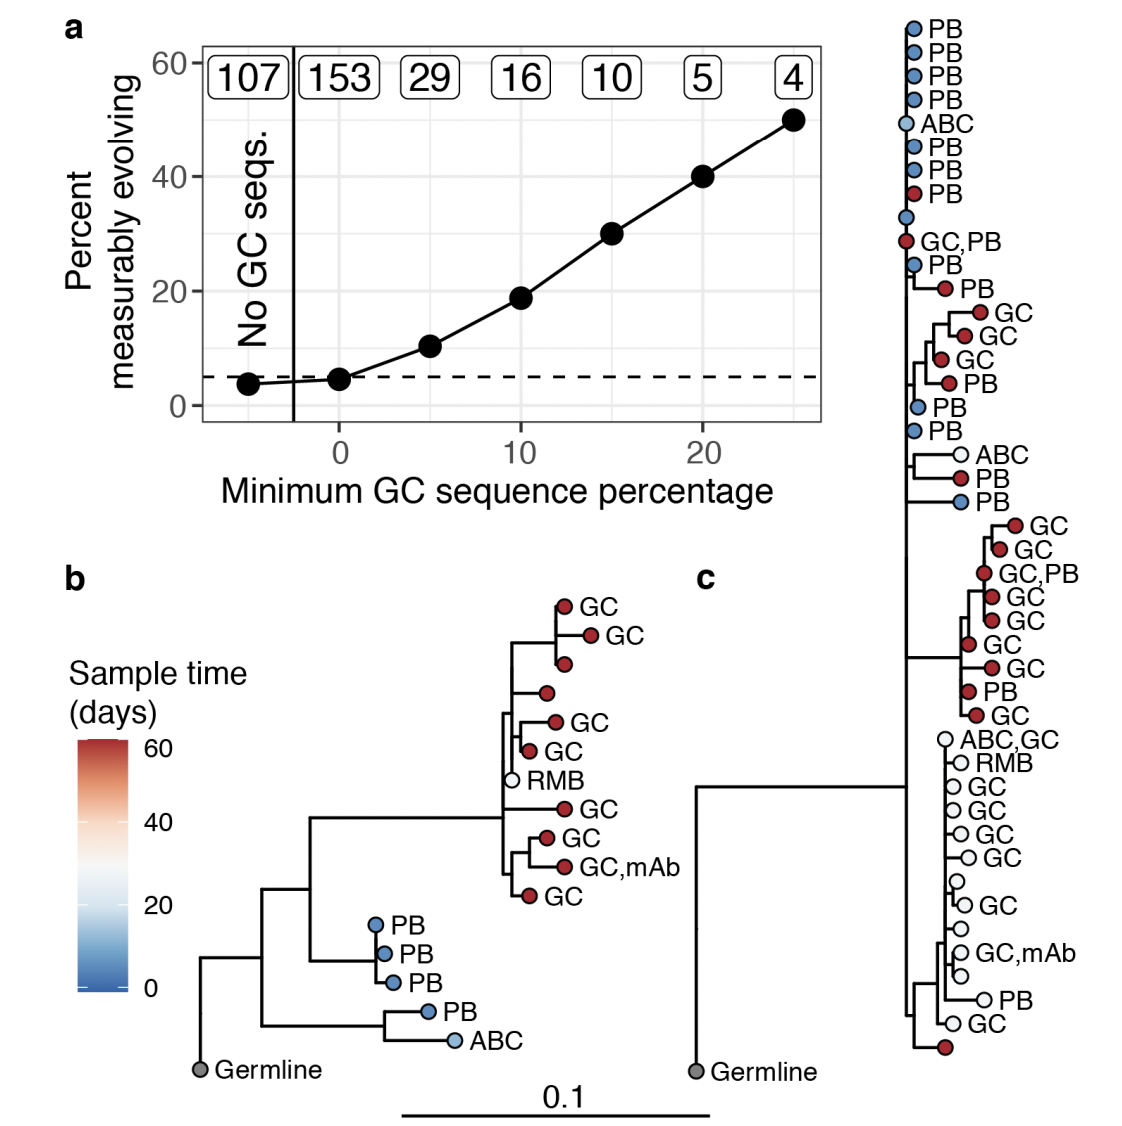 a
Percent
measurably evolving
60
40
20
0
107
153
29
16
10
5
4
No GC seqs.
0
10
20
Minimum GC sequence percentage
b
Sample time
(days)
60
40
20
0
GC
GC
GC
GC
RMB
GC
GC
GC,mAb
GC
PB
PB
PB
PB
ABC
Germline
0.1
c
PB
PB
PB
PB
ABC
PB
PB
PB
GC,PB
PB
PB
GC
GC
GC
PB
PB
PB
ABC
PB
PB
GC
GC
GC,PB
GC
GC
GC
GC
PB
GC
ABC,GC
RMB
GC
GC
GC
GC
GC
GC,mAb
PB
GC
Germline